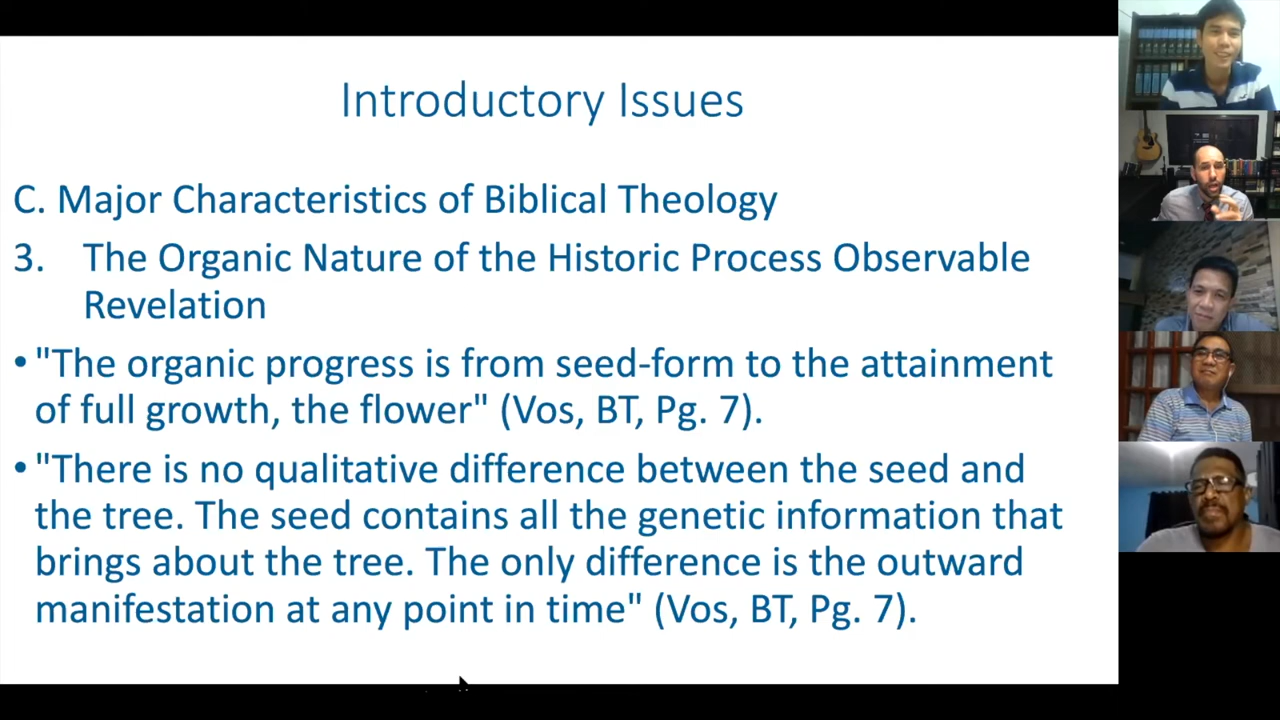 Introductory Issues
C. Major Characteristics of Biblical Theology
3. The Organic Nature of the Historic Process Observable
Revelation
• "The organic progress is from seed-form to the attainment
of full growth, the flower" (Vos, BT, Pg. 7).
• "There is no qualitative difference between the seed and
the tree. The seed contains all the genetic information that
brings about the tree. The only difference is the outward
manifestation at any point in time" (Vos, BT, Pg. 7).